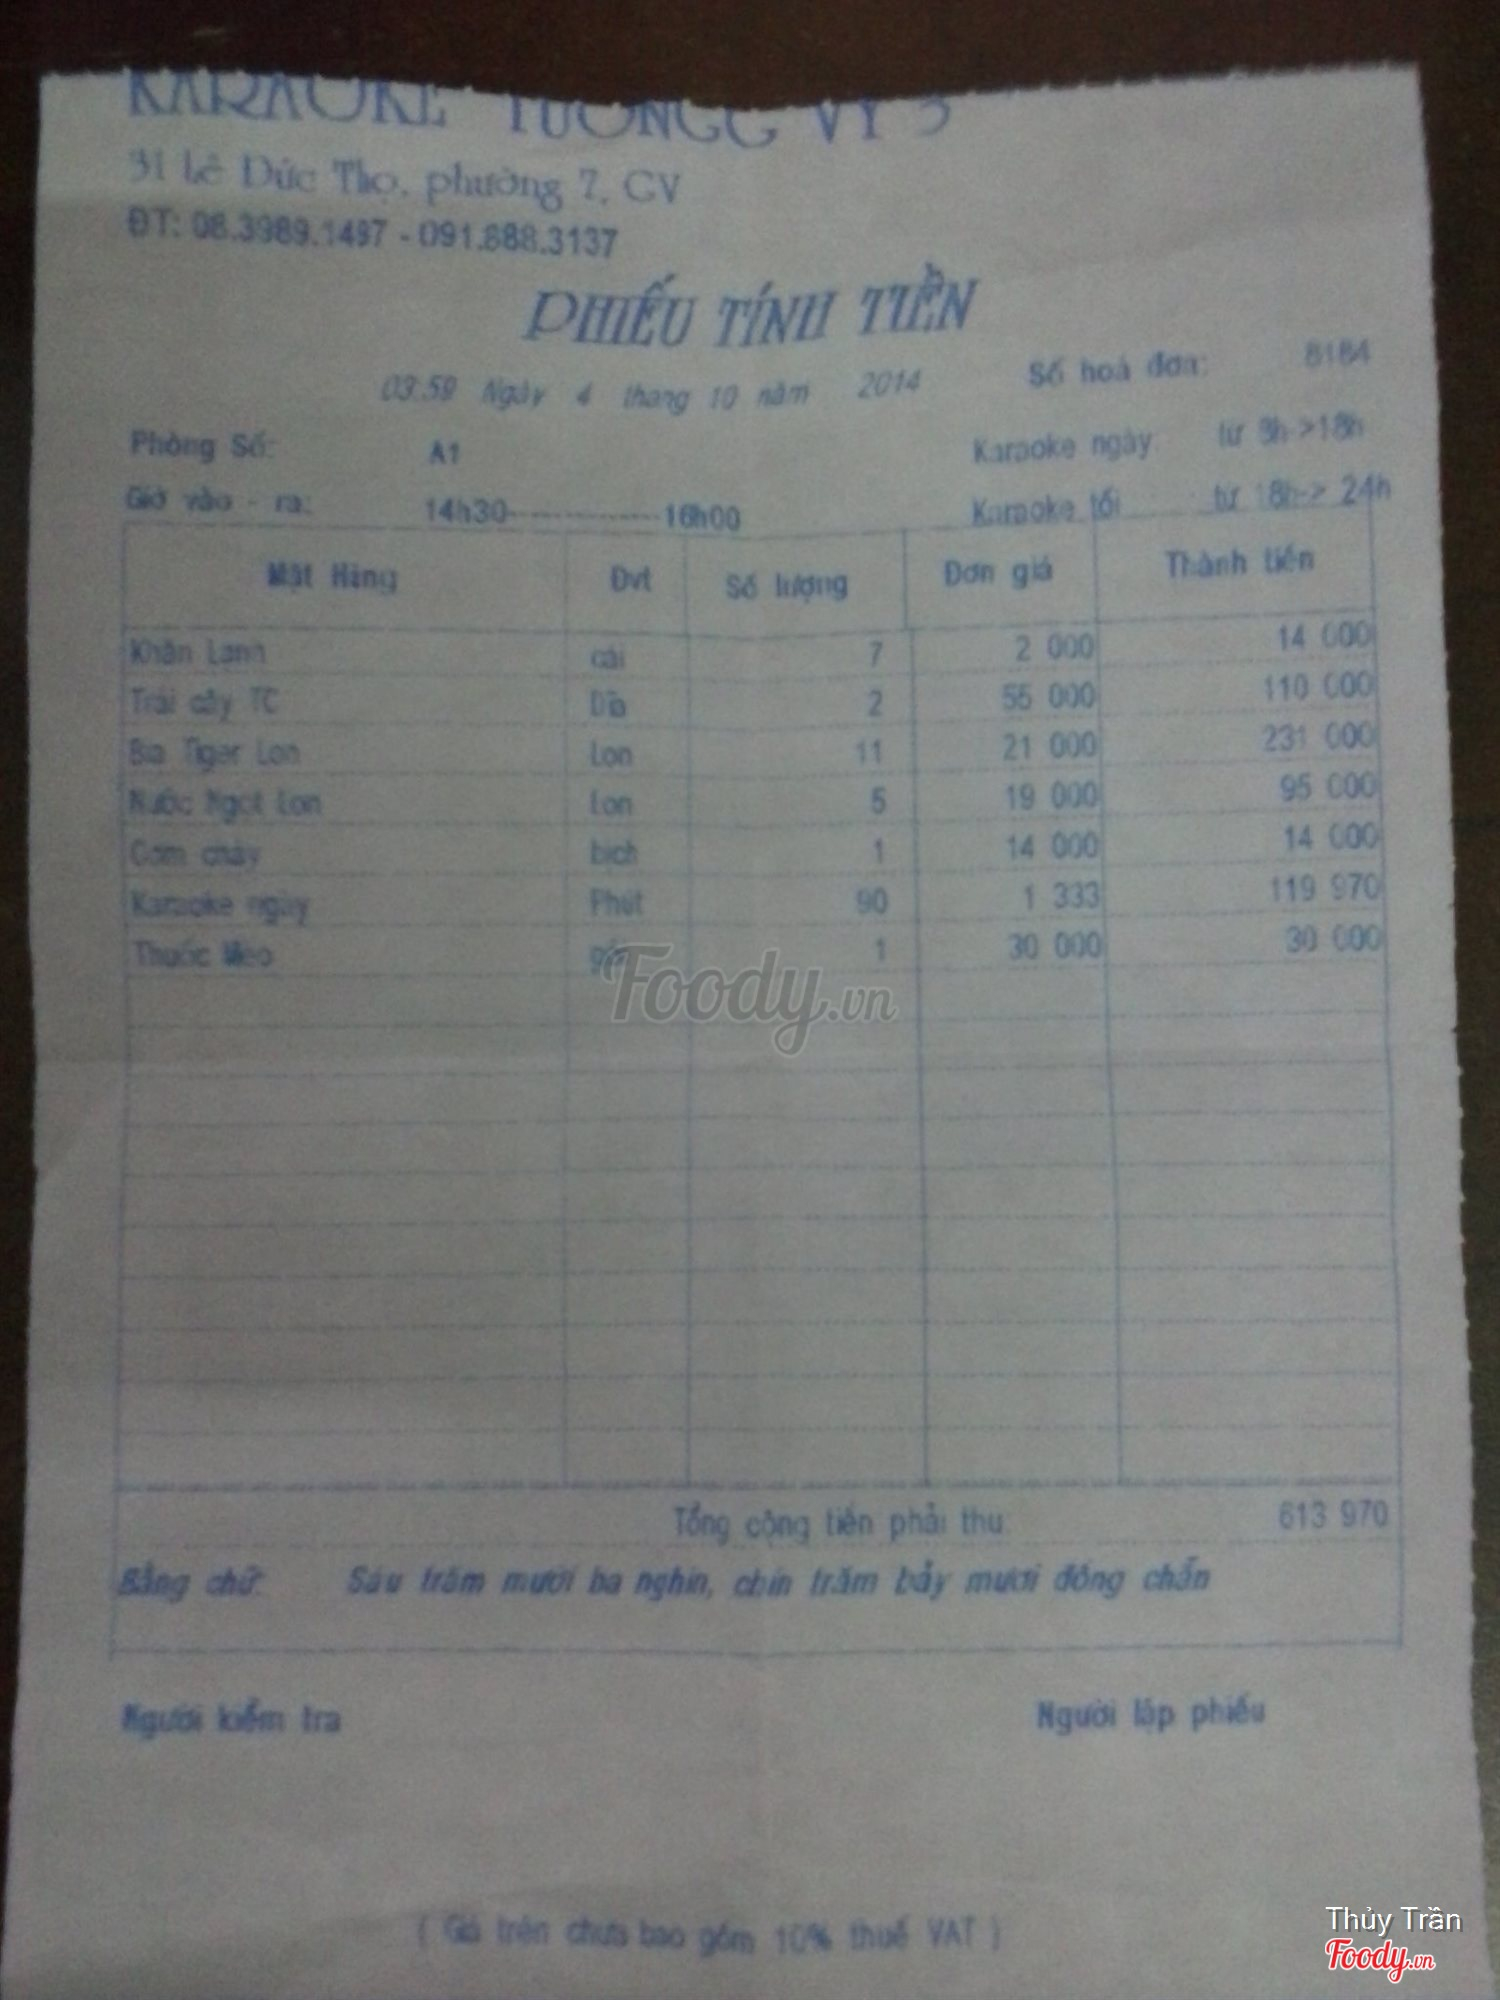 KARAOKE TUONGG VY 3
31 Lê Đức Thọ, phường 7, GV
ĐT: 08.3989.1497 - 091.888.3137
PHIẾU TÍNH TIỀN
03:59 Ngày 4 tháng 10 năm 2014 Số hoá đơn: 8184
Phòng Số: A1 Karaoke ngày từ 9h->18h
Giờ vào - ra: 14h30-------------16h00 Karaoke tối từ 18h-> 24h
Mặt Hàng Đvt Số lượng Đơn giá Thành tiền
Khăn Lạnh cái 7 2 000 14 000
Trái cây TC Dĩa 2 55 000 110 000
Bia Tiger Lon Lon 11 21 000 231 000
Nước Ngọt Lon Lon 5 19 000 95 000
Cơm cháy bịch 1 14 000 14 000
Karaoke ngày Phút 90 1 333 119 970
Thuốc Mèo gói 1 30 000 30 000
Foody.vn
Tổng cộng tiền phải thu: 613 970
Bằng chữ: Sáu trăm mười ba nghìn, chín trăm bảy mươi đồng chẵn
Người kiểm tra Người lập phiếu
( Giá trên chưa bao gồm 10% thuế VAT )
Thủy Trần
Foody.vn